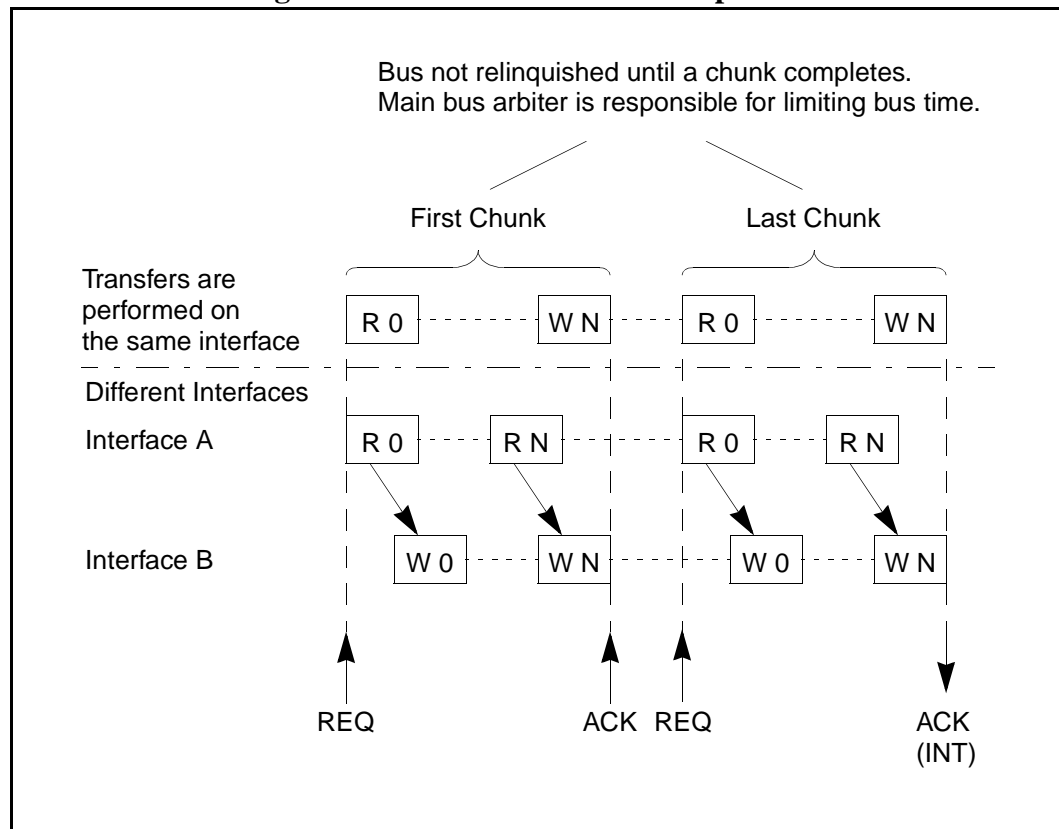 Bus not relinquished until a chunk completes.
Main bus arbiter is responsible for limiting bus time.
First Chunk
Last Chunk
Transfers are
performed on
the same interface
R 0
W N
R 0
W N
Different Interfaces
Interface A
R 0
R N
R 0
R N
Interface B
W 0
W N
W 0
W N
REQ
ACK
REQ
ACK
(INT)